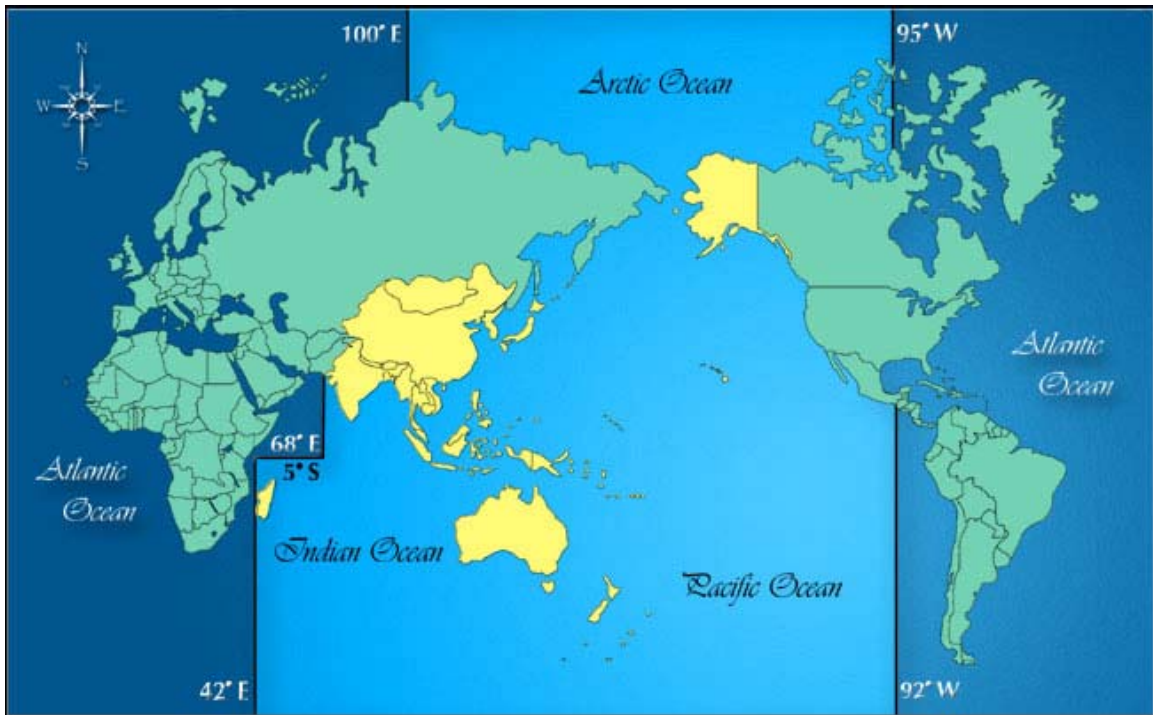 100° E
95° W
Arctic Ocean
N
W
E
S
Atlantic
Ocean
68° E
5° S
Atlantic
Ocean
Indian Ocean
Pacific Ocean
42° E
92° W